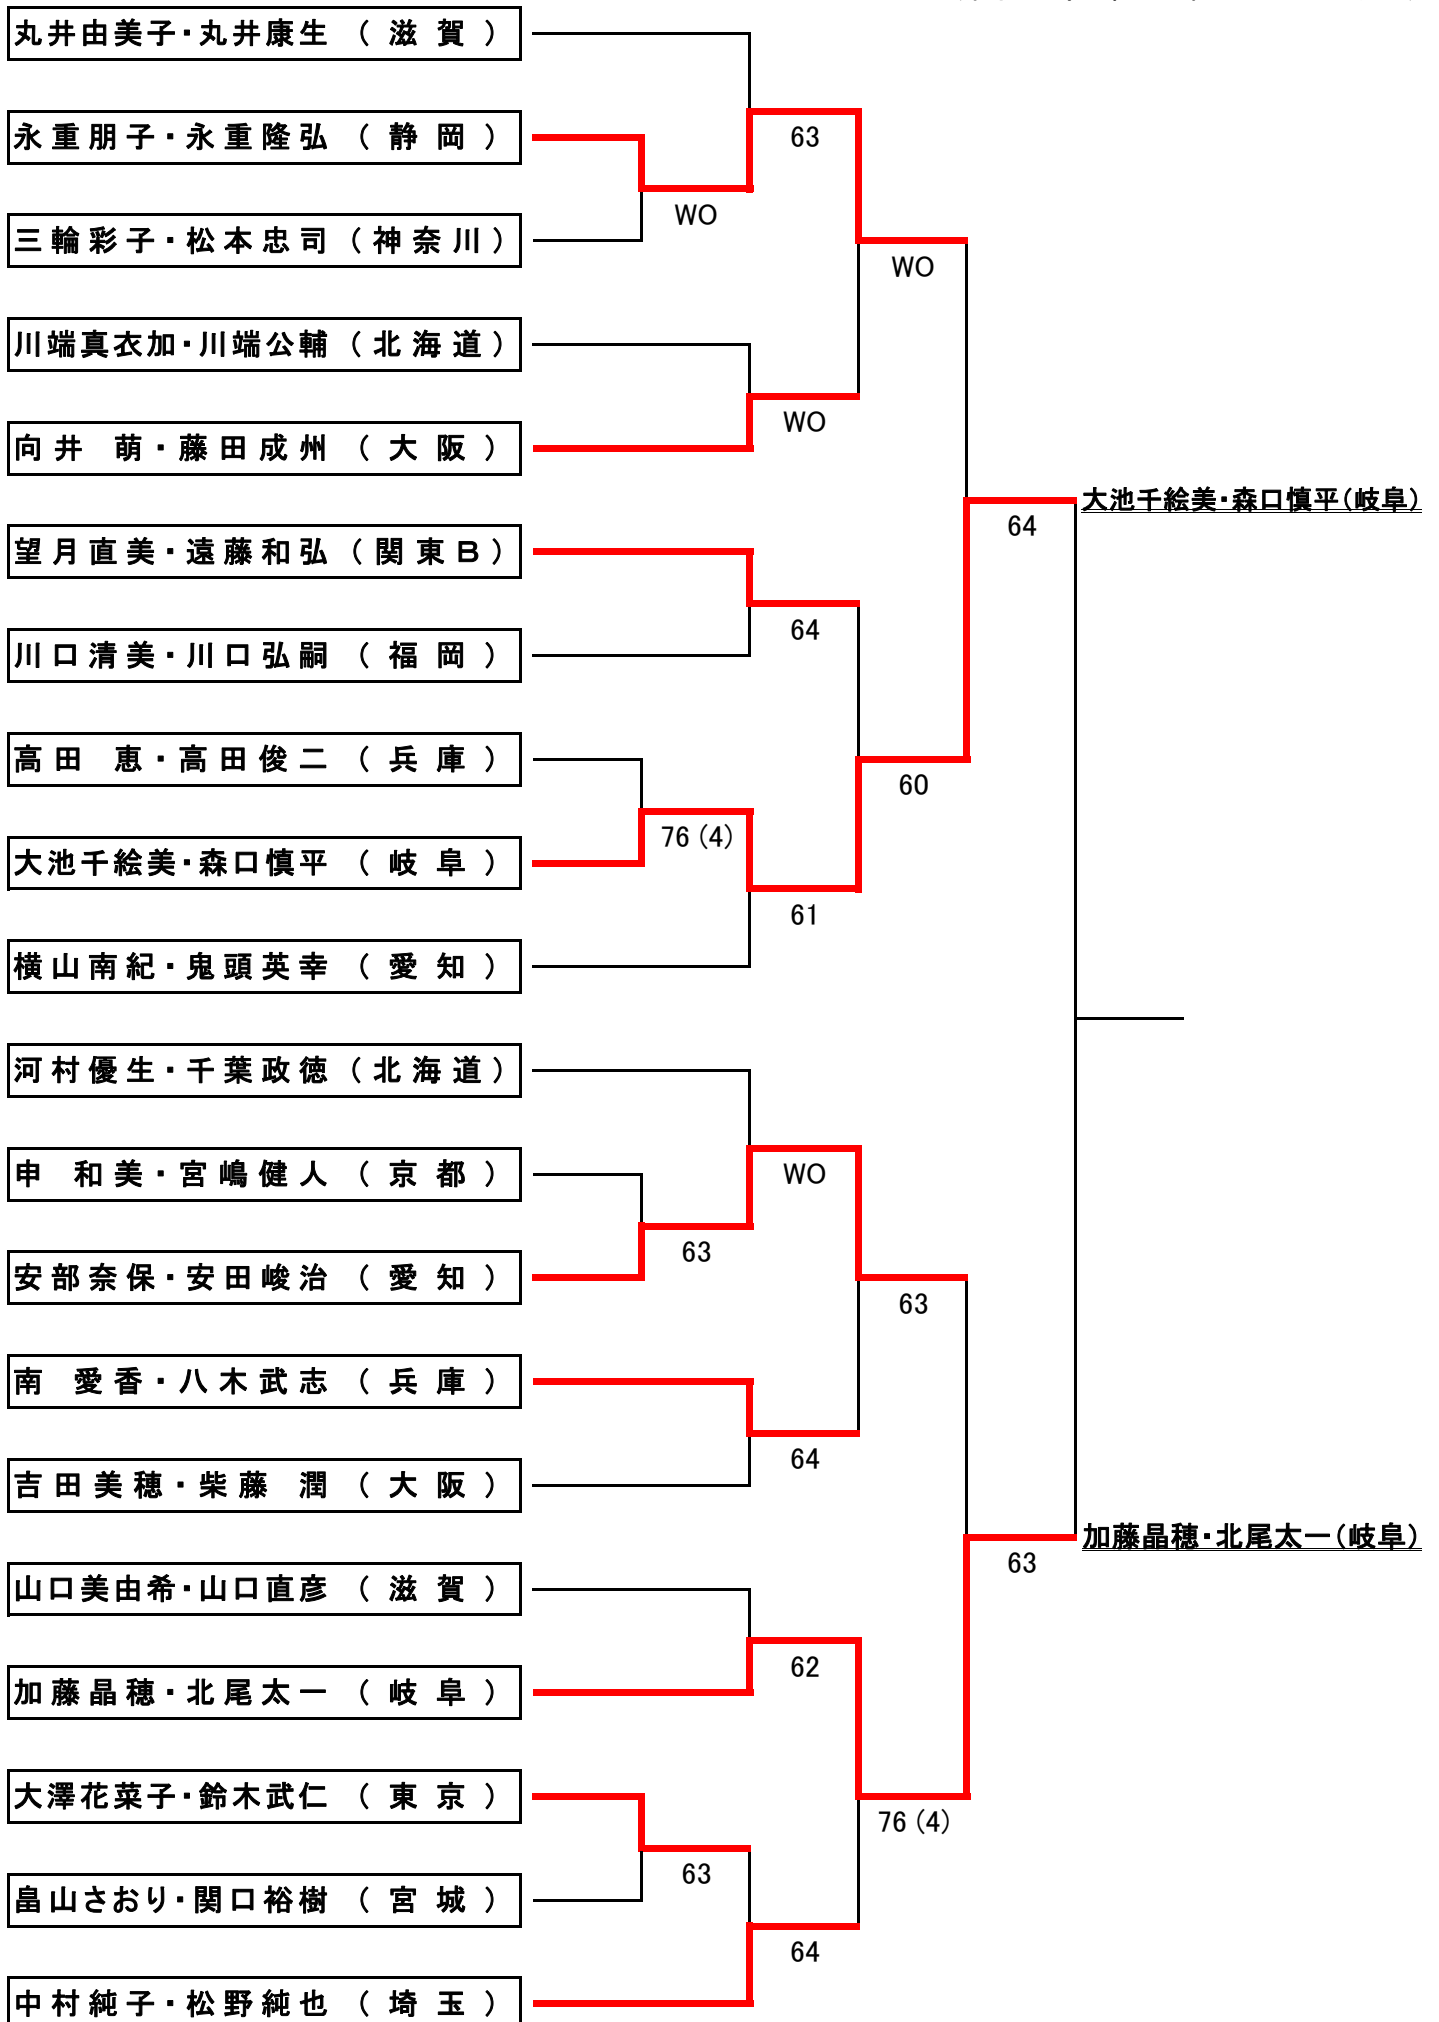 丸井由美子・丸井康生 （ 滋 賀 ）
永重朋子・永重隆弘 （ 静 岡 ）
63
WO
三輪彩子・松本忠司 （神奈川）
WO
川端真衣加・川端公輔 （北海道）
WO
向井 萌・藤田成州 （ 大 阪 ）
大池千絵美・森口慎平（岐阜）
64
望月直美・遠藤和弘 （関東Ｂ）
64
川口清美・川口弘嗣 （ 福 岡 ）
高田 恵・高田俊二 （ 兵 庫 ）
60
76（4）
大池千絵美・森口慎平 （ 岐 阜 ）
61
横山南紀・鬼頭英幸 （ 愛 知 ）
河村優生・千葉政徳 （北海道）
申 和美・宮嶋健人 （ 京 都 ）
WO
63
安部奈保・安田峻治 （ 愛 知 ）
63
南 愛香・八木武志 （ 兵 庫 ）
64
吉田美穂・柴藤 潤 （ 大 阪 ）
加藤晶穂・北尾太一（岐阜）
63
山口美由希・山口直彦 （ 滋 賀 ）
62
加藤晶穂・北尾太一 （ 岐 阜 ）
大澤花菜子・鈴木武仁 （ 東 京 ）
76（4）
63
畠山さおり・関口裕樹 （ 宮 城 ）
64
中村純子・松野純也 （ 埼 玉 ）